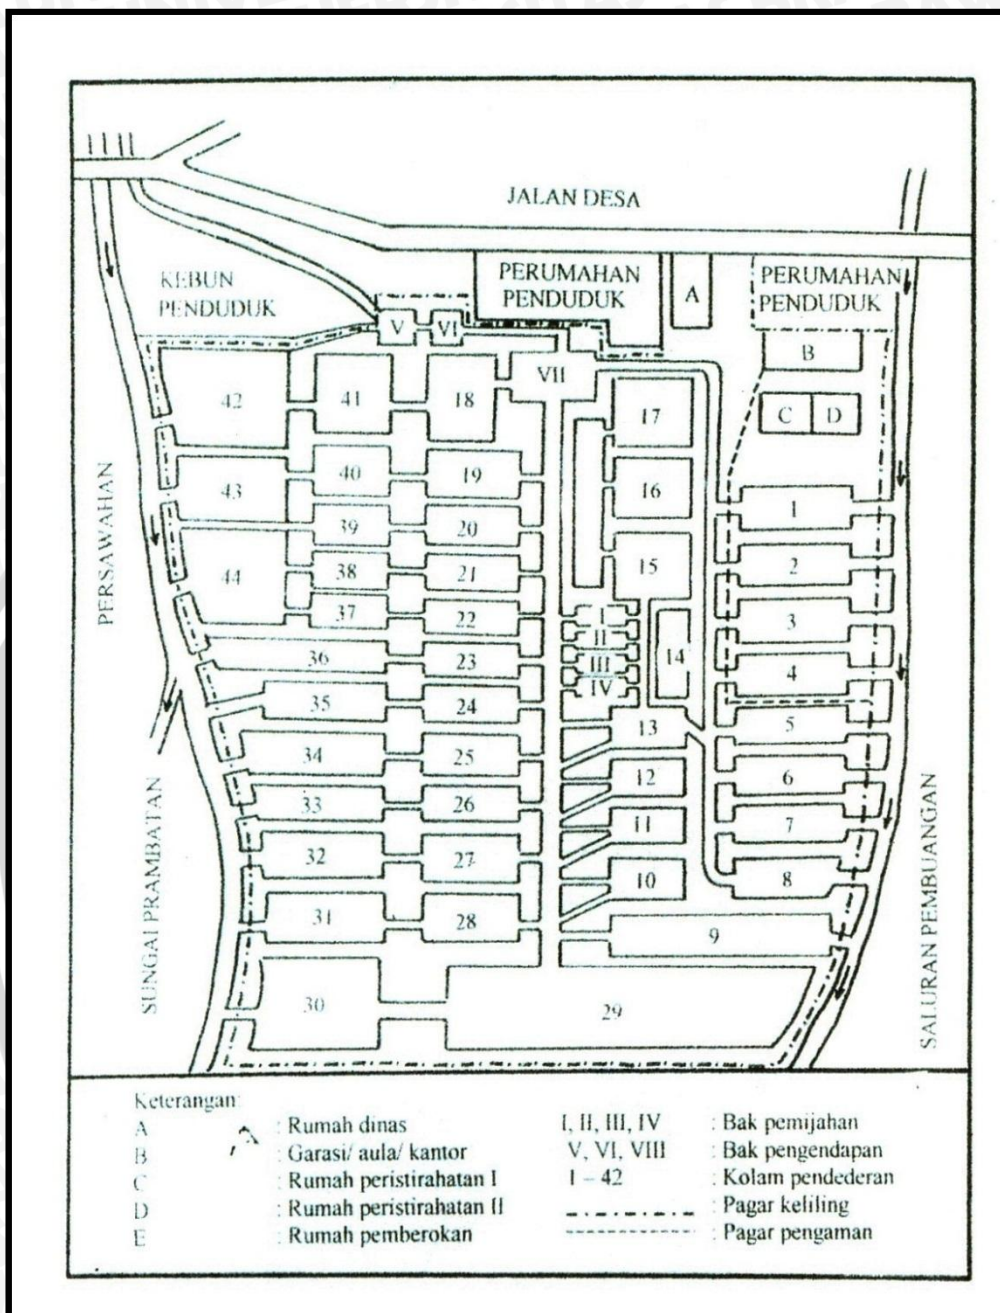 JALAN DESA
KEBUN
PENDUDUK
PERUMAHAN
PENDUDUK
A
PERUMAHAN
PENDUDUK
V
VI
VII
B
C
D
42
41
18
17
43
40
19
16
1
39
20
44
38
21
15
2
37
22
I
II
III
IV
14
3
36
23
4
35
24
13
5
34
25
12
6
33
26
11
7
32
27
10
8
31
28
9
30
29
PERSAWAHAN
SUNGAI PRAMBATAN
SALURAN PEMBUANGAN
Keterangan:
A : Rumah dinas
B : Garasi/ aula/ kantor
C : Rumah peristirahatan I
D : Rumah peristirahatan II
E : Rumah pemberokan
I, II, III, IV : Bak pemijahan
V, VI, VIII : Bak pengendapan
1 – 42 : Kolam pendederan
: Pagar keliling
: Pagar pengaman